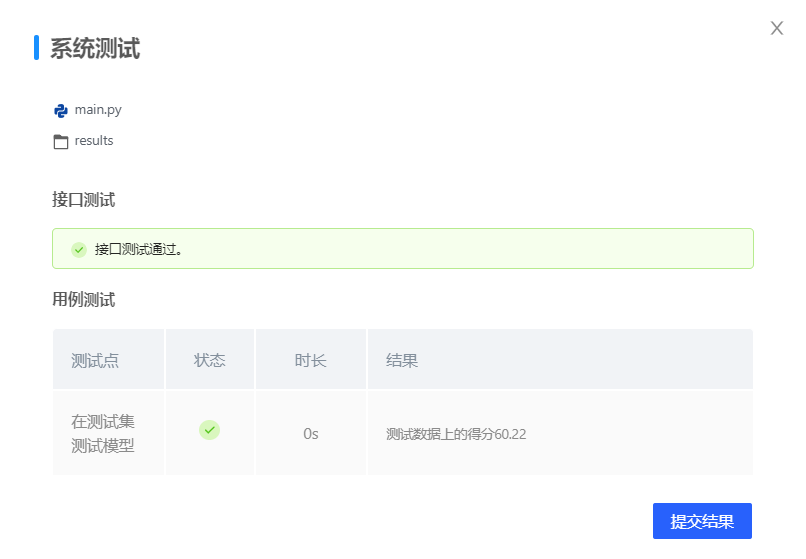 X
系统测试
main.py
results
接口测试
接口测试通过。
用例测试
测试点 状态 时长 结果
在测试集
测试模型
0s
测试数据上的得分60.22
提交结果